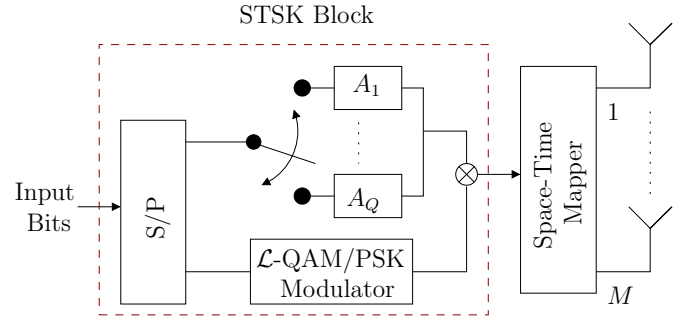 STSK Block
A₁
1
Input
Bits
S/P
A_Q
Space-Time
Mapper
ℒ-QAM/PSK
Modulator
M